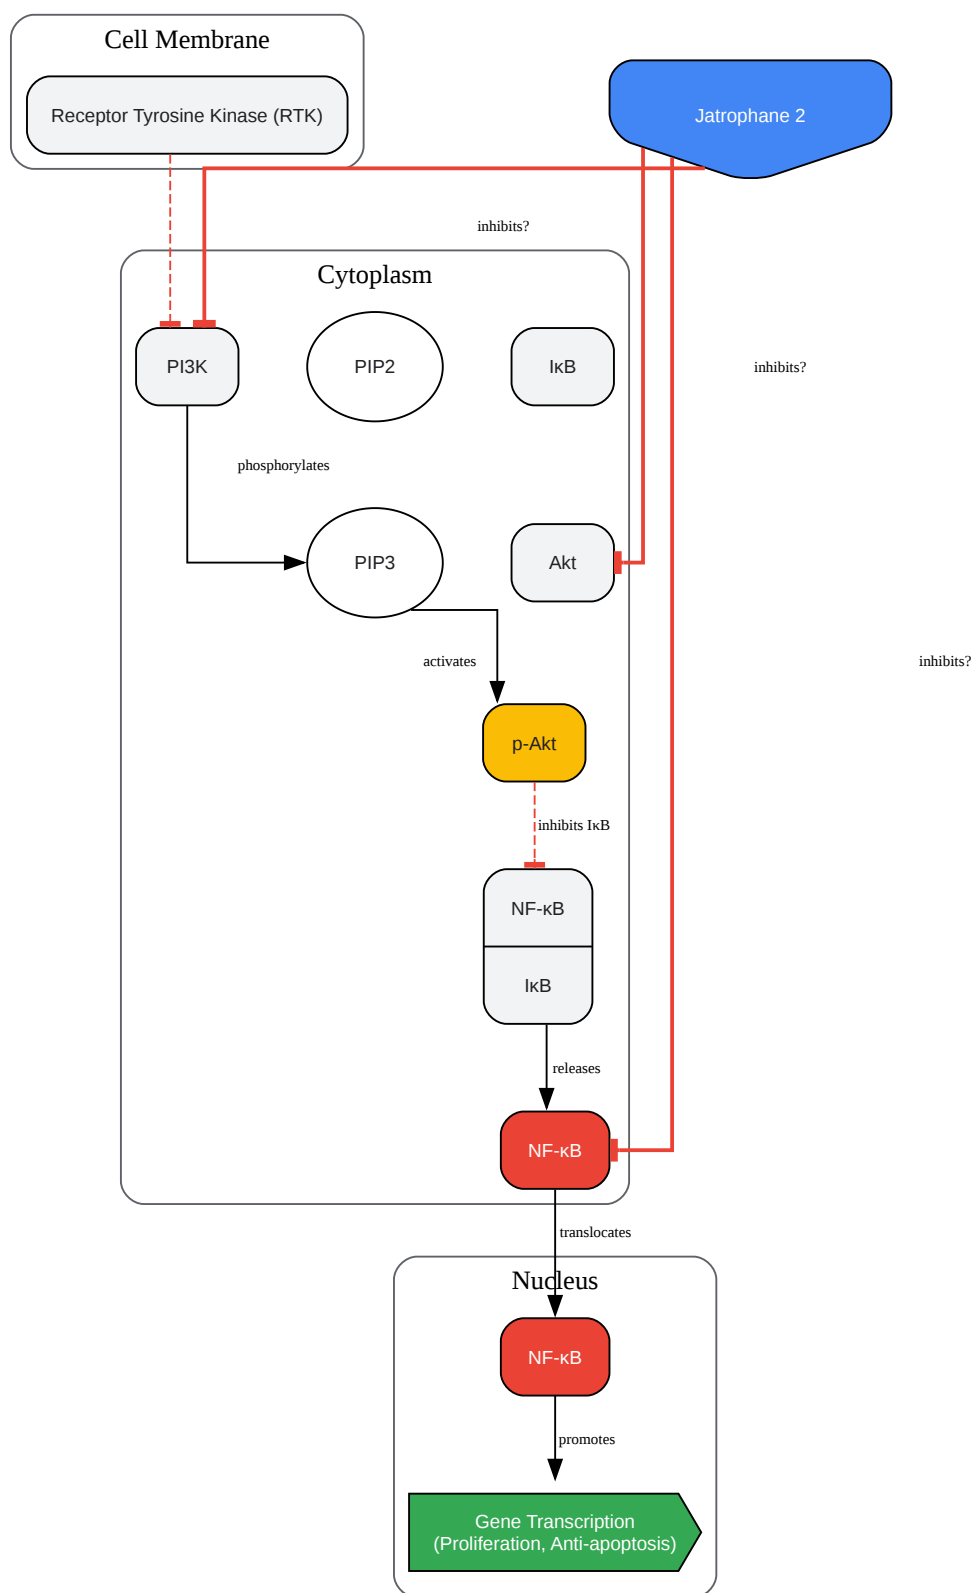 Cell Membrane
Receptor Tyrosine Kinase (RTK)
Jatrophane 2
inhibits?
Cytoplasm
PI3K
PIP2
IκB
inhibits?
phosphorylates
PIP3
Akt
activates
inhibits?
p-Akt
inhibits IκB
NF-κB
IκB
releases
NF-κB
translocates
Nucleus
NF-κB
promotes
Gene Transcription
(Proliferation, Anti-apoptosis)